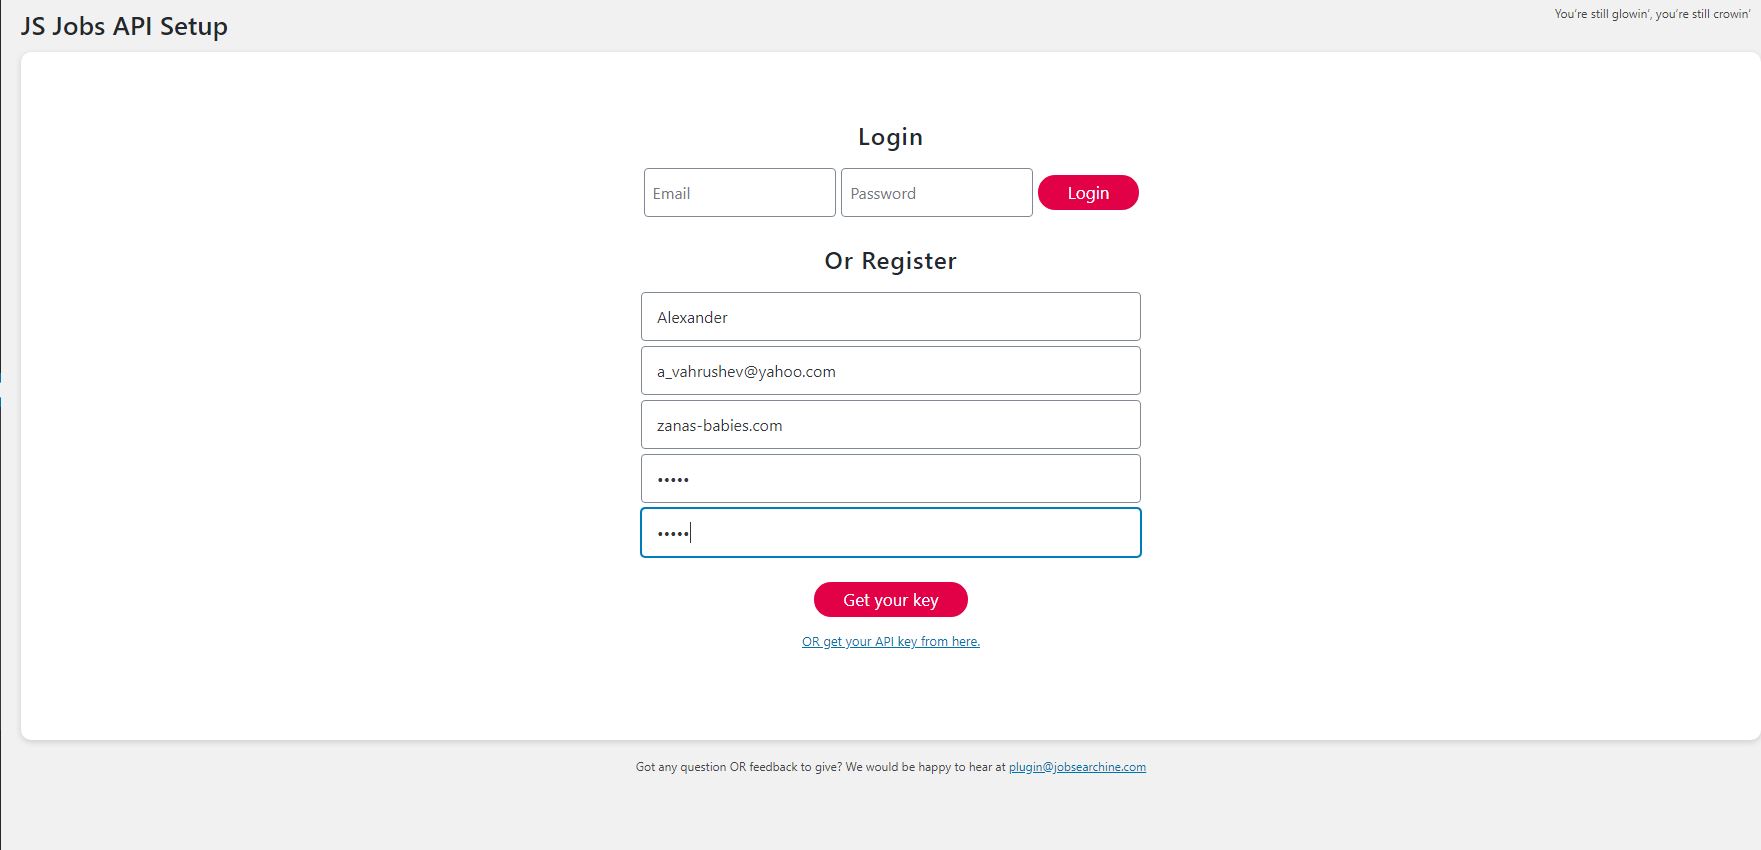 JS Jobs API Setup
You're still glowin', you're still crowin'
Login
Email
Password
Login
Or Register
Alexander
a_vahrushev@yahoo.com
zanas-babies.com
•••••
•••••
Get your key
OR get your API key from here.
Got any question OR feedback to give? We would be happy to hear at plugin@jobsearchine.com